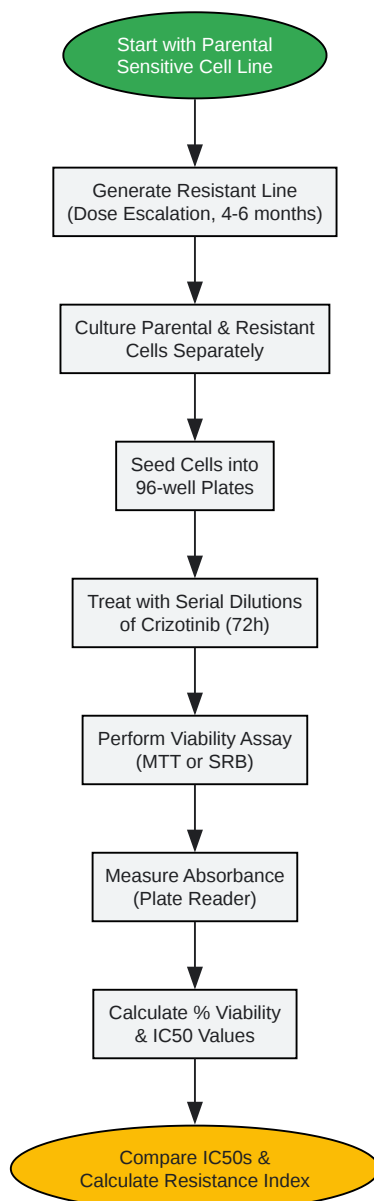 Start with Parental
Sensitive Cell Line
Generate Resistant Line
(Dose Escalation, 4-6 months)
Culture Parental & Resistant
Cells Separately
Seed Cells into
96-well Plates
Treat with Serial Dilutions
of Crizotinib (72h)
Perform Viability Assay
(MTT or SRB)
Measure Absorbance
(Plate Reader)
Calculate % Viability
& IC50 Values
Compare IC50s &
Calculate Resistance Index